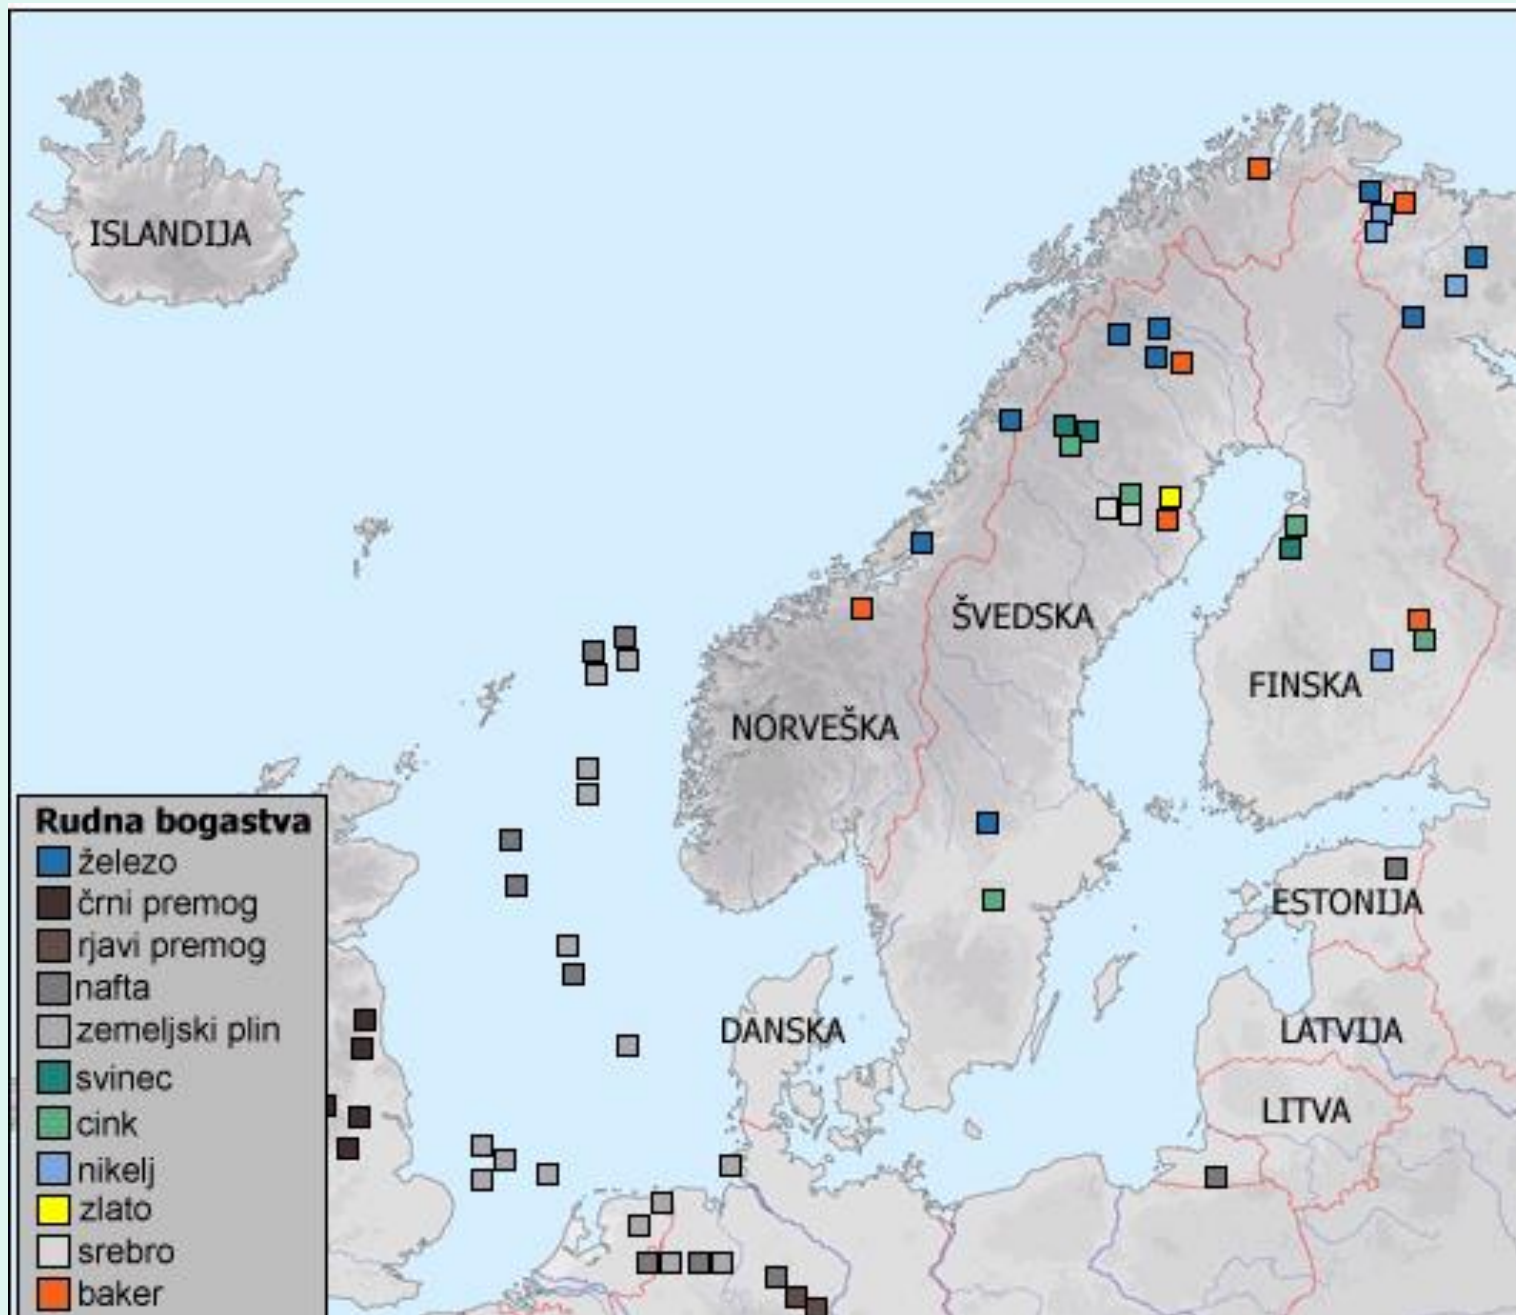 ISLANDIJA
ŠVEDSKA
FINSKA
NORVEŠKA
ESTONIJA
DANSKA
LATVIJA
LITVA
Rudna bogastva
železo
črni premog
rjavi premog
nafta
zemeljski plin
svinec
cink
nikelj
zlato
srebro
baker